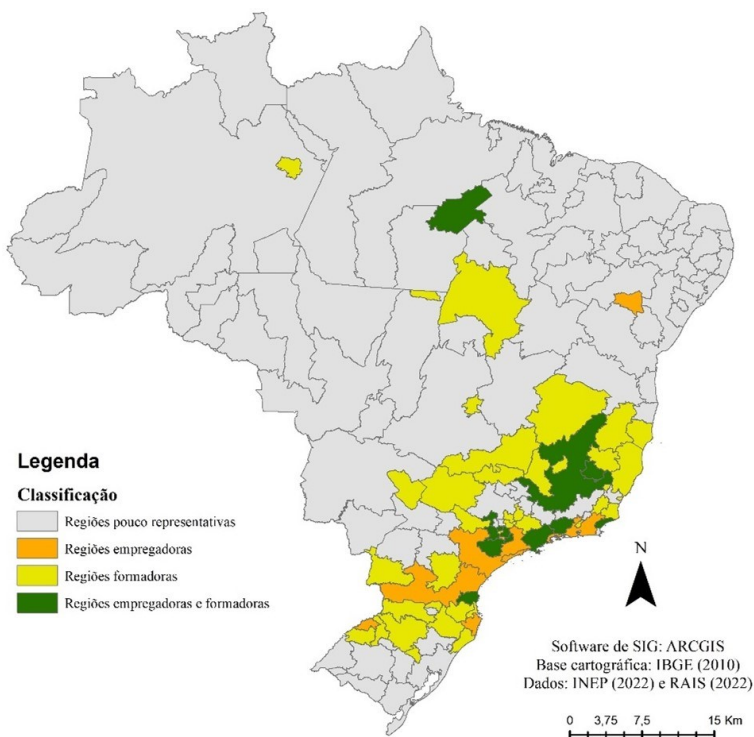 Legenda
Classificação
Regiões pouco representativas
Regiões empregadoras
Regiões formadoras
Regiões empregadoras e formadoras
N
Software de SIG: ARCGIS
Base cartográfica: IBGE (2010)
Dados: INEP (2022) e RAIS (2022)
0 3,75 7,5 15 Km